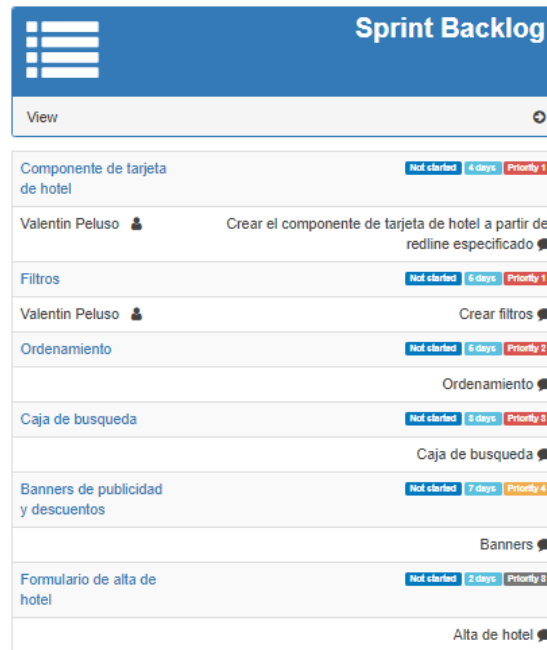 Sprint Backlog
View
Componente de tarjeta
de hotel
Not started 4 days Priority 1
Valentin Peluso
Crear el componente de tarjeta de hotel a partir de
redline especificado
Filtros
Not started 6 days Priority 1
Valentin Peluso
Crear filtros
Ordenamiento
Not started 6 days Priority 2
Ordenamiento
Caja de busqueda
Not started days Priority
Caja de busqueda
Banners de publicidad
y descuentos
Not started 7 days Priority 4
Banners
Formulario de alta de
hotel
Not started 2 days Priority
Alta de hotel